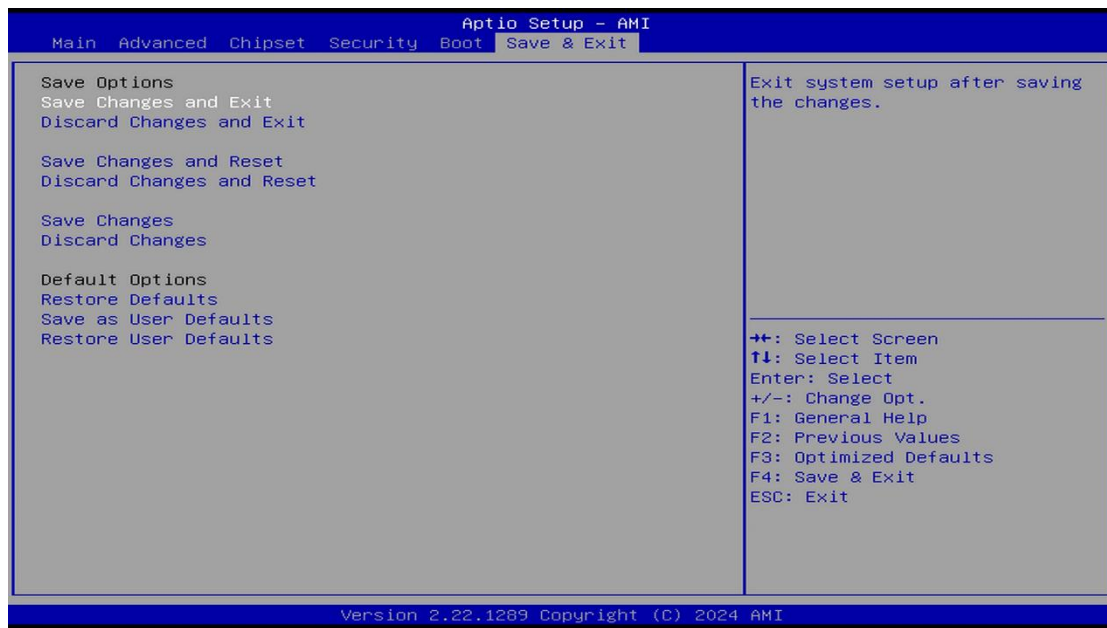 Aptio Setup – AMI
Main Advanced Chipset Security Boot Save & Exit
Save Options
Save Changes and Exit
Discard Changes and Exit
Save Changes and Reset
Discard Changes and Reset
Save Changes
Discard Changes
Default Options
Restore Defaults
Save as User Defaults
Restore User Defaults
Exit system setup after saving
the changes.
→←: Select Screen
↑↓: Select Item
Enter: Select
+/-: Change Opt.
F1: General Help
F2: Previous Values
F3: Optimized Defaults
F4: Save & Exit
ESC: Exit
Version 2.22.1289 Copyright (C) 2024 AMI